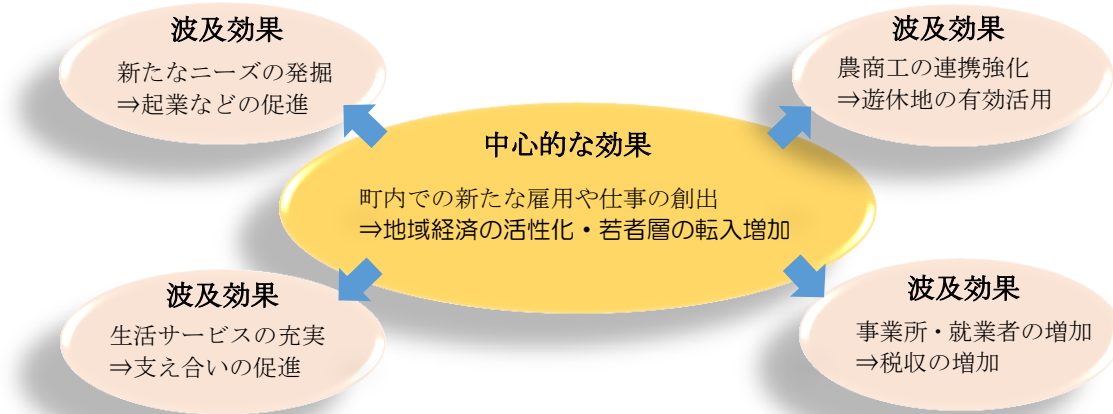 波及効果
新たなニーズの発掘
⇒起業などの促進
波及効果
農商工の連携強化
⇒遊休地の有効活用
中心的な効果
町内での新たな雇用や仕事の創出
⇒地域経済の活性化・若者層の転入増加
波及効果
生活サービスの充実
⇒支え合いの促進
波及効果
事業所・就業者の増加
⇒税収の増加